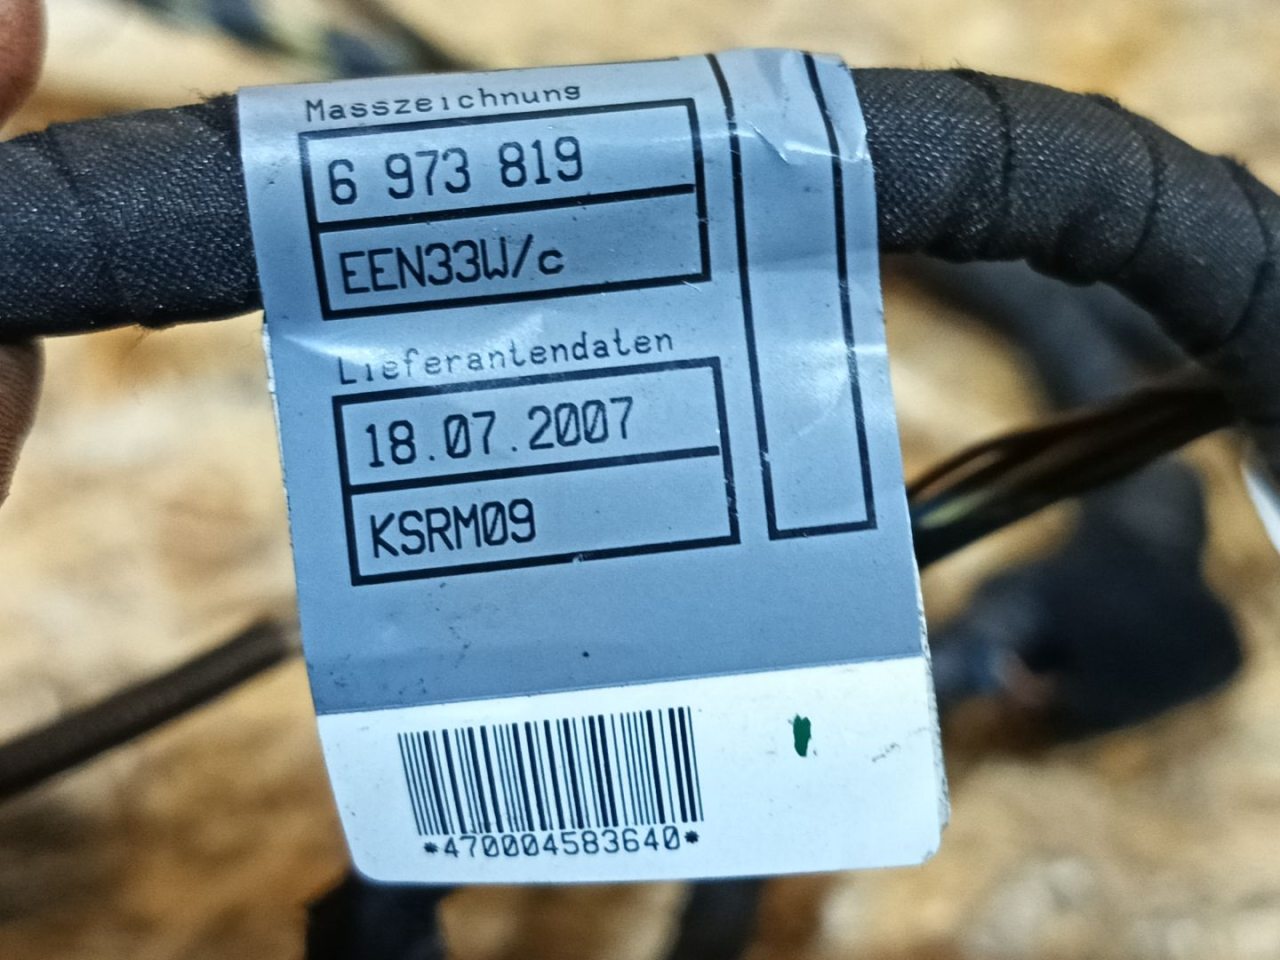 Masszeichnung
6 973 819
EEN33W/c
Lieferantendaten
18.07.2007
KSRM09
*470004583640*